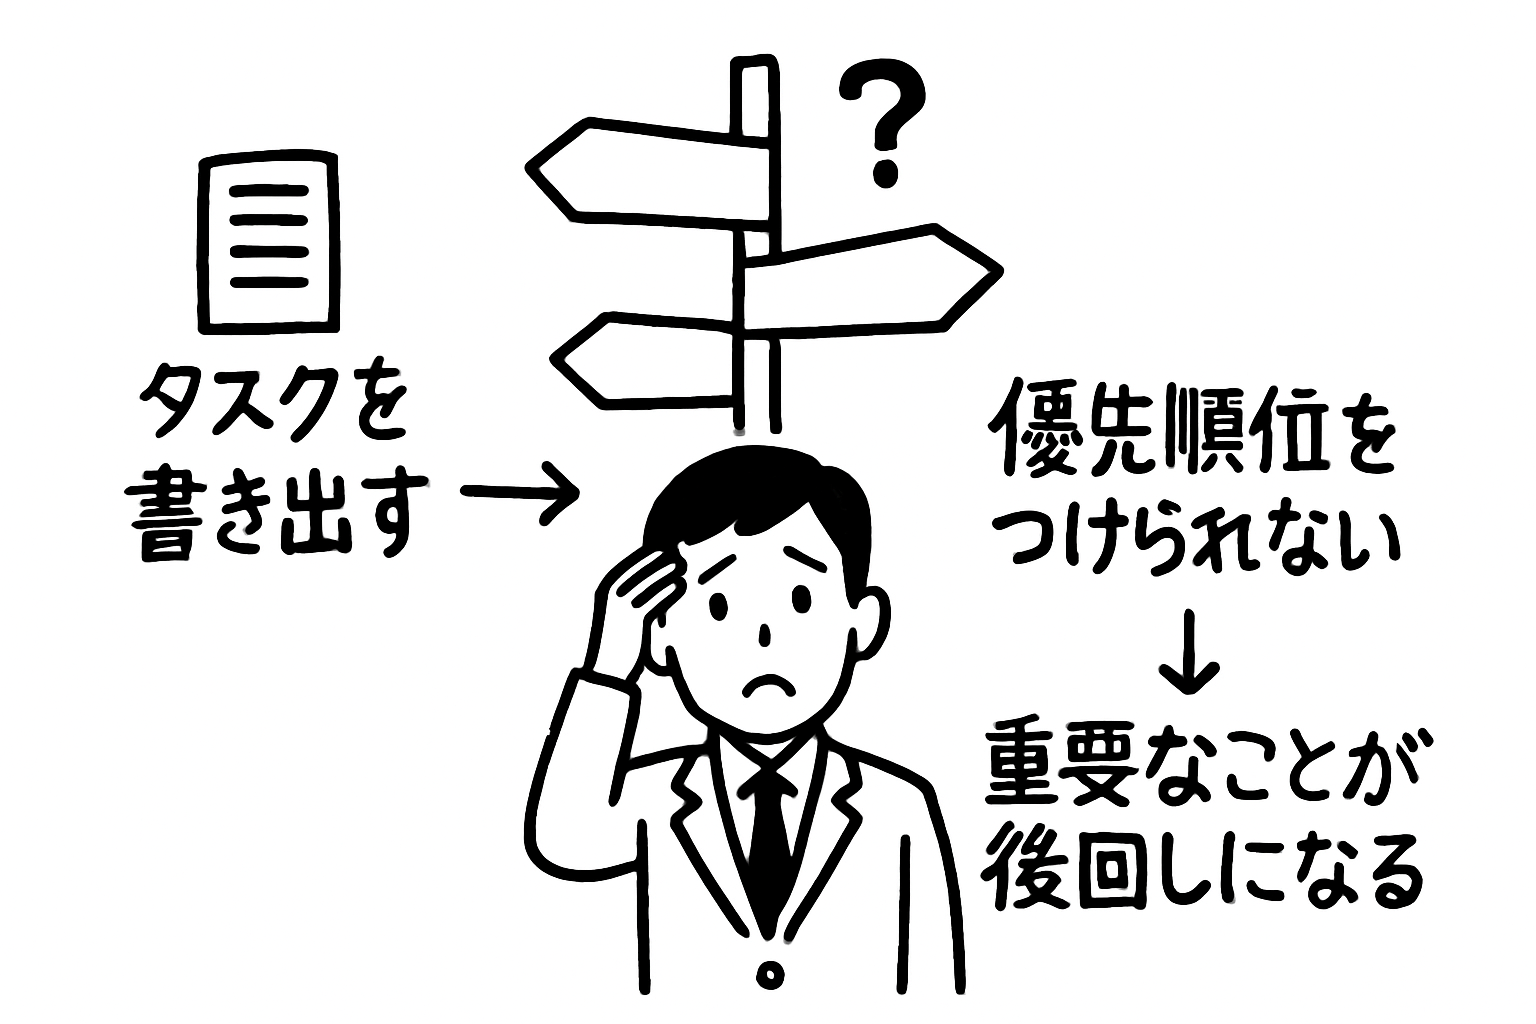 ?
タスクを
書き出す
優先順位を
つけられない
重要なことが
後回しになる